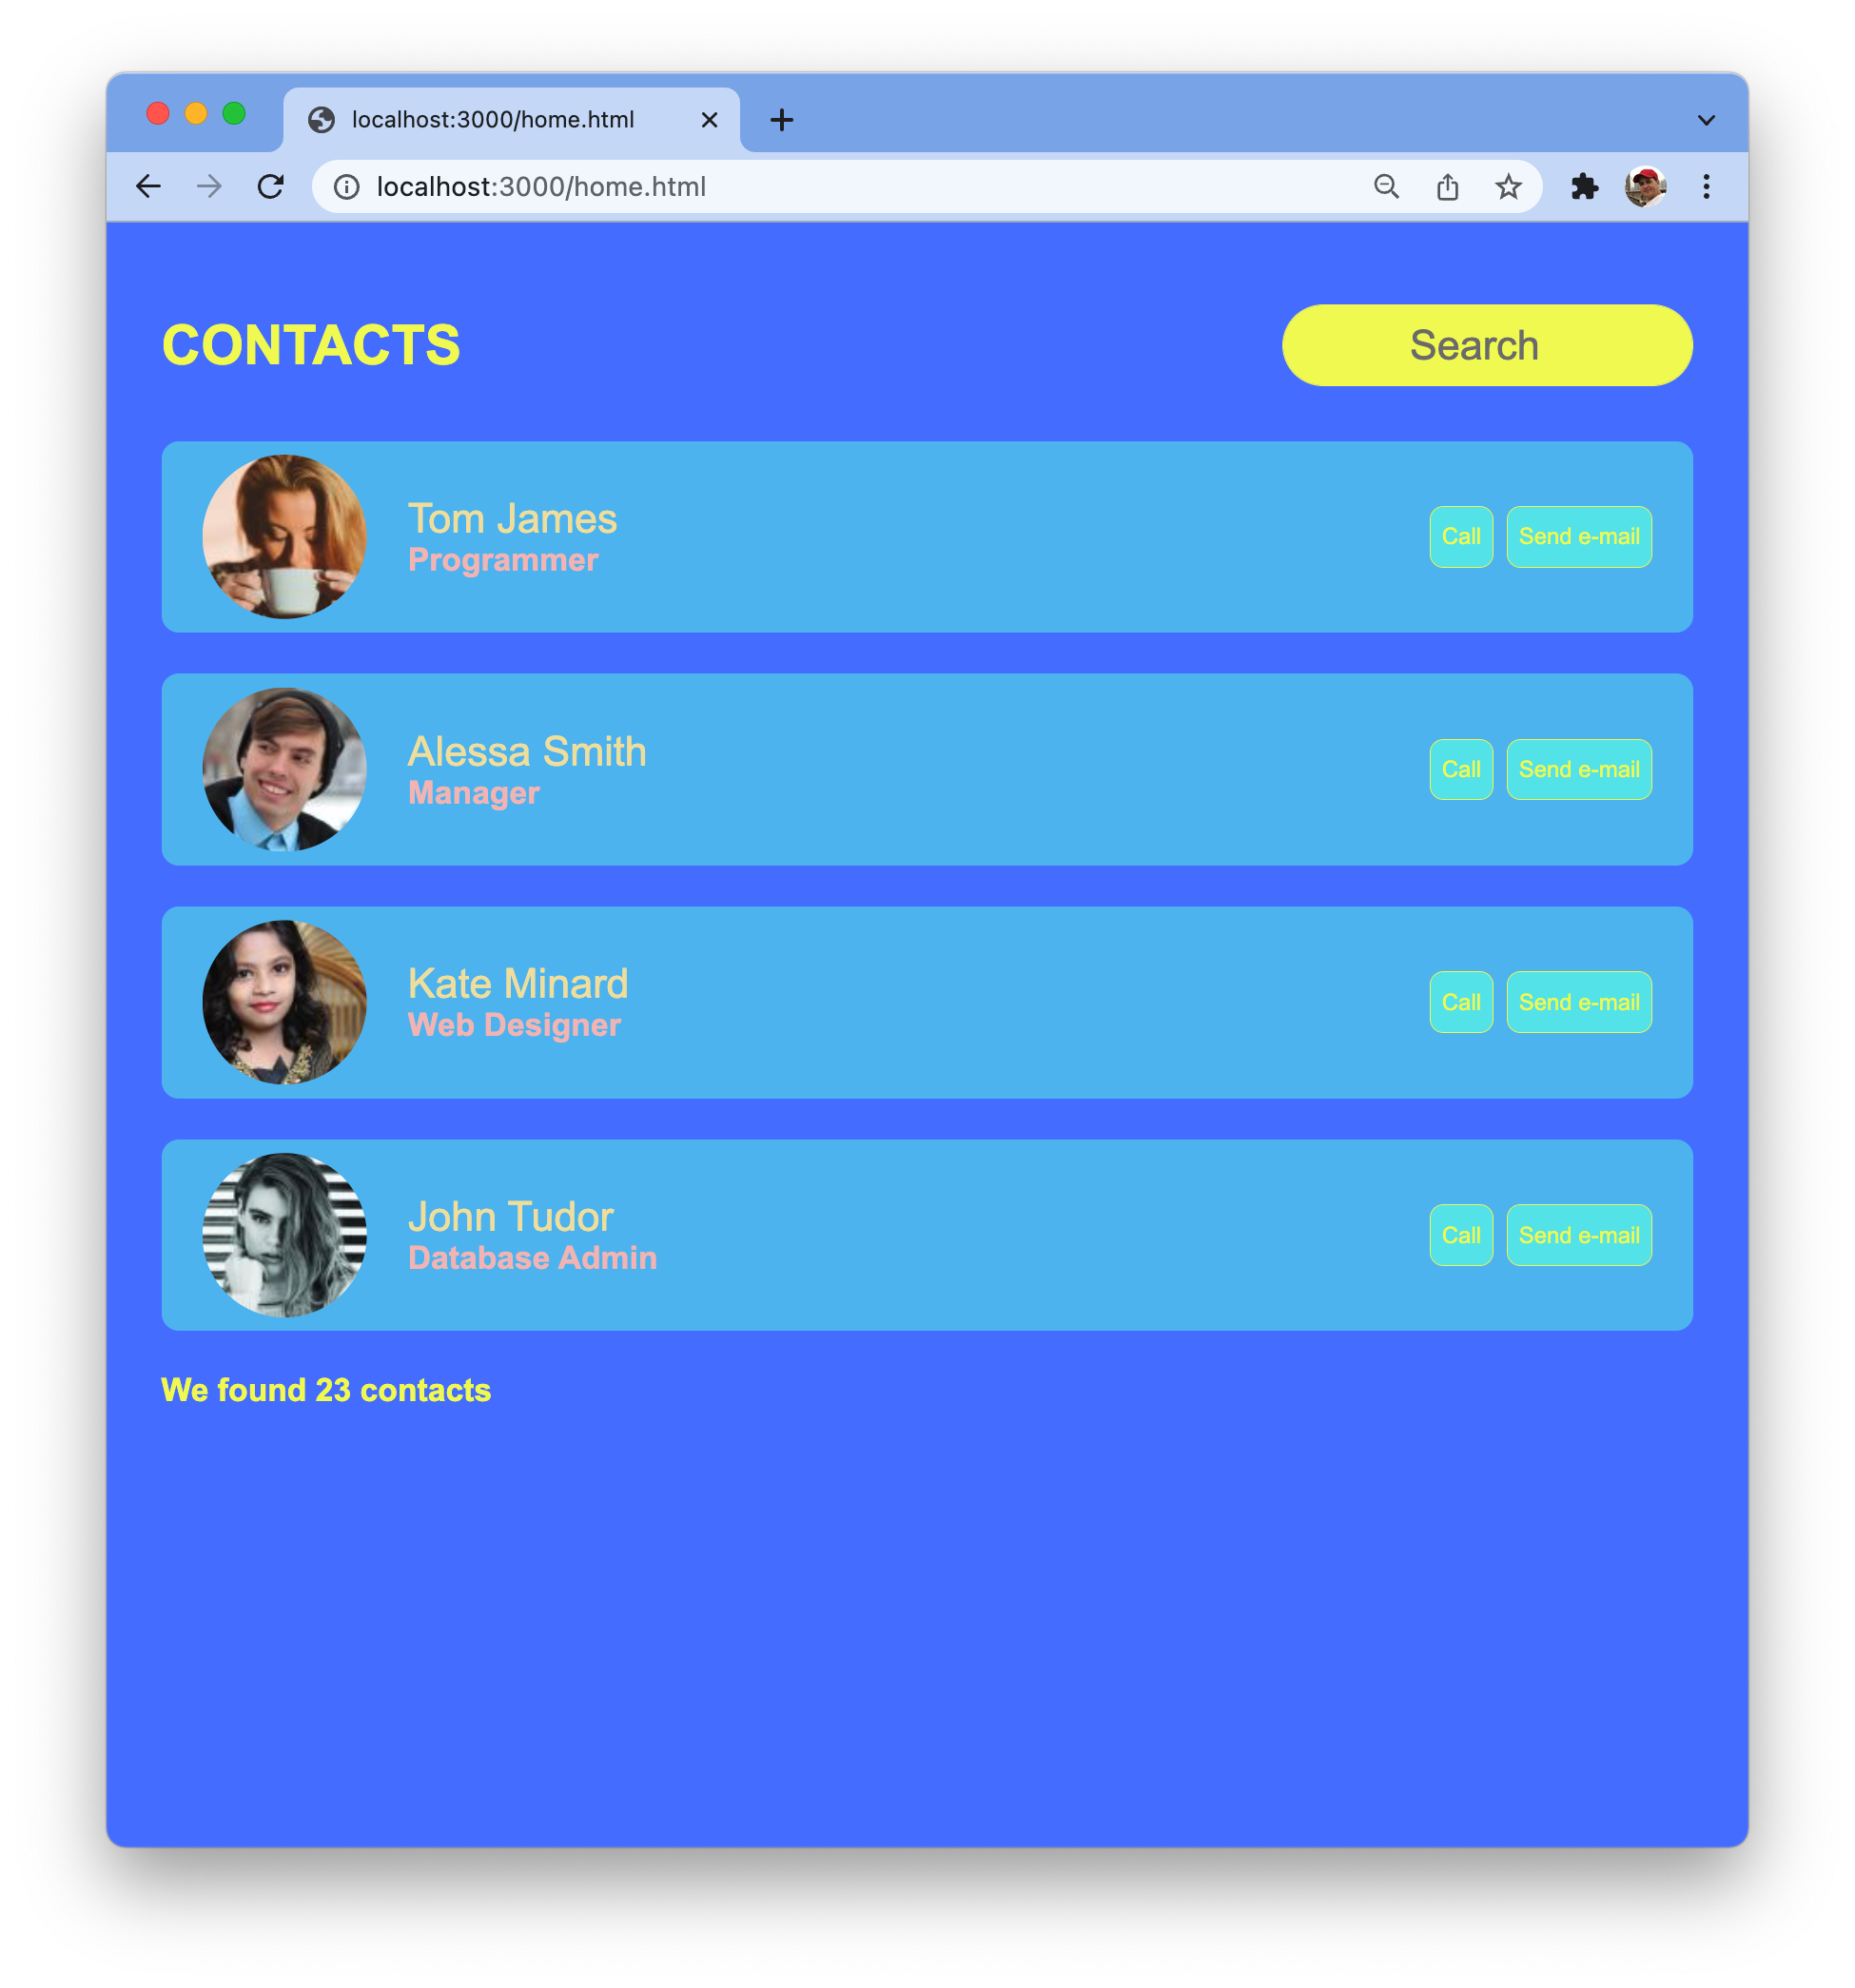 localhost:3000/home.html
localhost:3000/home.html
CONTACTS
Search
Tom James
Programmer
Call
Send e-mail
Alessa Smith
Manager
Call
Send e-mail
Kate Minard
Web Designer
Call
Send e-mail
John Tudor
Database Admin
Call
Send e-mail
We found 23 contacts